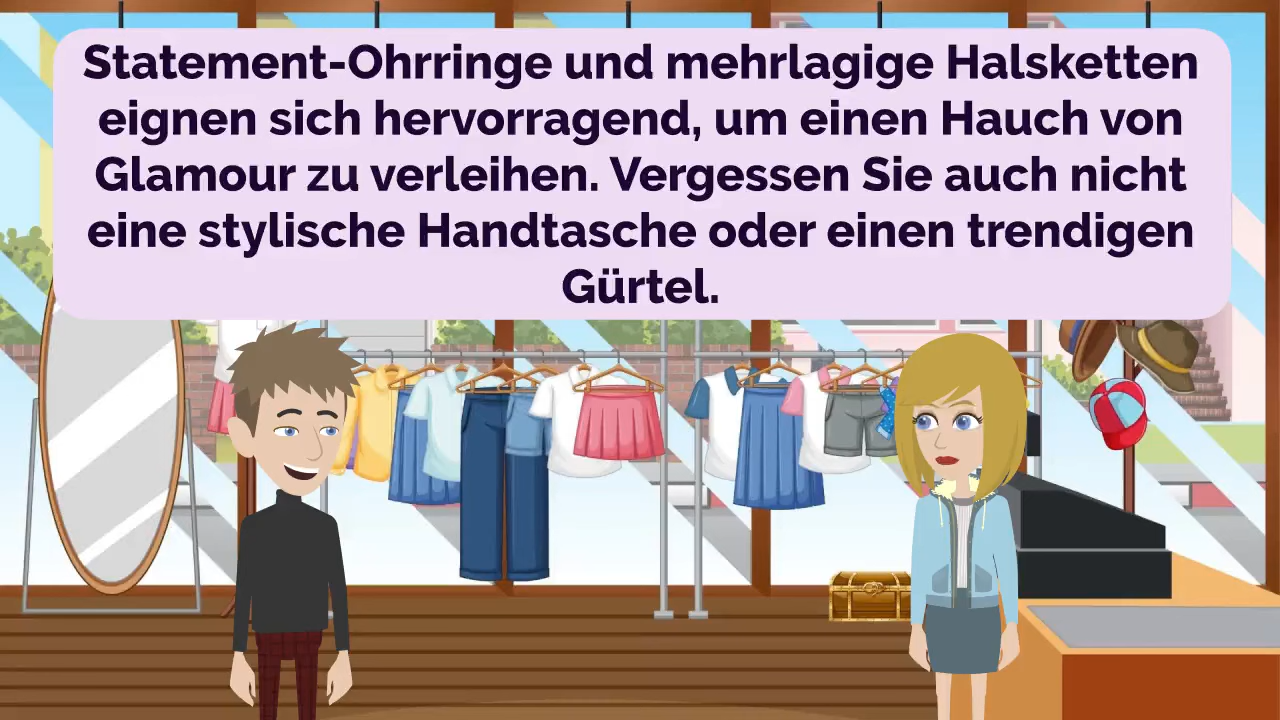 Statement-Ohrringe und mehrlagige Halsketten
eignen sich hervorragend, um einen Hauch von
Glamour zu verleihen. Vergessen Sie auch nicht
eine stylische Handtasche oder einen trendigen
Gürtel.